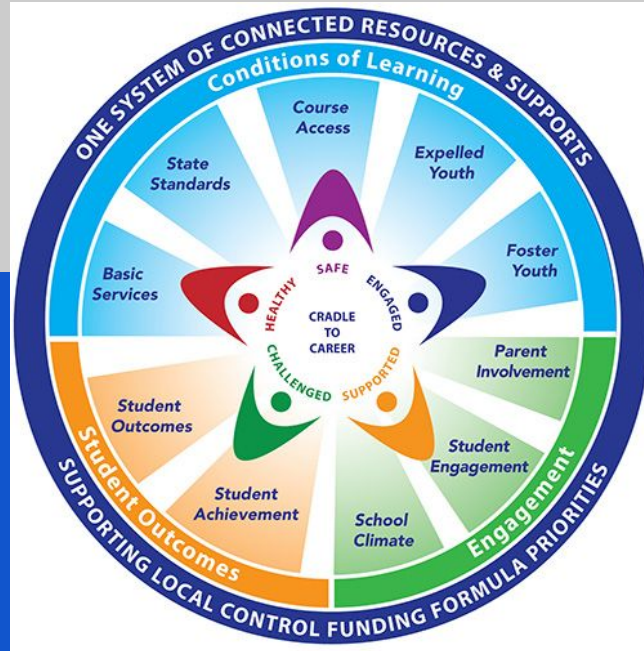 ONE SYSTEM OF CONNECTED RESOURCES & SUPPORTS
Conditions of Learning
Basic
Services
State
Standards
Course
Access
Expelled
Youth
Foster
Youth
Engagement
Parent
Involvement
Student
Engagement
School
Climate
Student Outcomes
Student
Achievement
Student
Outcomes
HEALTHY
SAFE
ENGAGED
SUPPORTED
CHALLENGED
CRADLE
TO
CAREER
SUPPORTING LOCAL CONTROL FUNDING FORMULA PRIORITIES